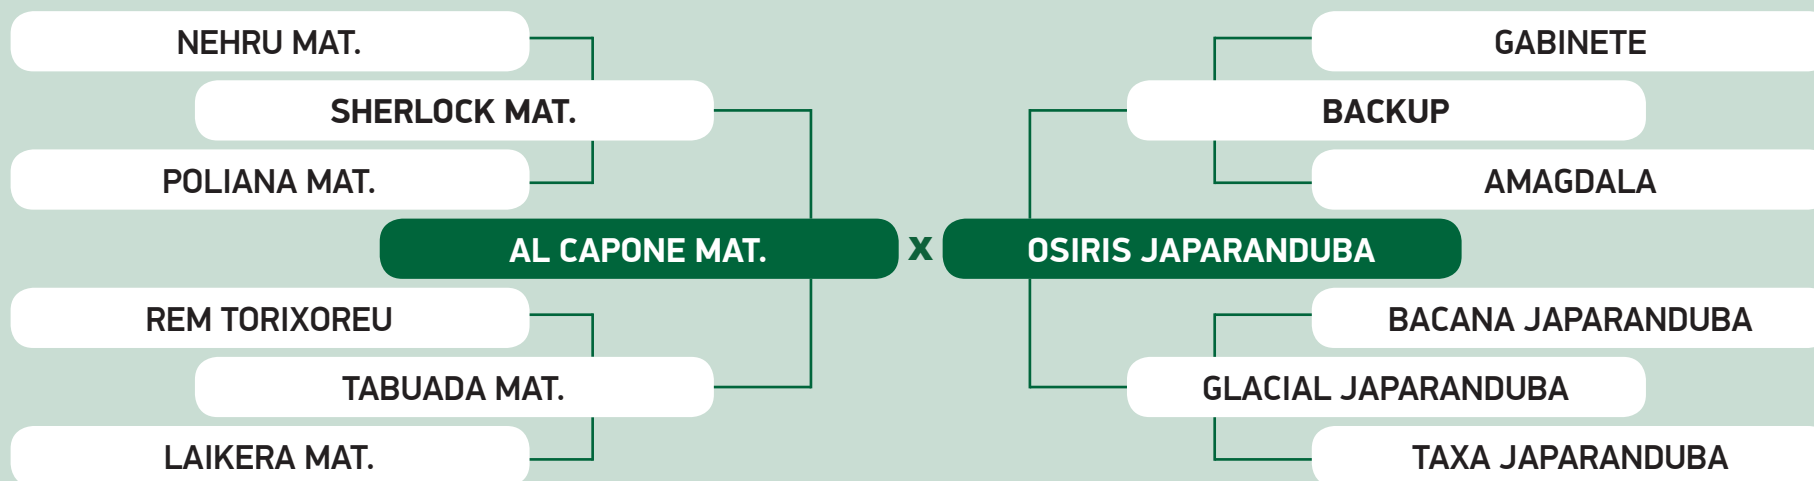 NEHRU MAT.
GABINETE
SHERLOCK MAT.
BACKUP
POLIANA MAT.
AMAGDALA
AL CAPONE MAT. X OSIRIS JAPARANDUBA
REM TORIXOREU
BACANA JAPARANDUBA
TABUADA MAT.
GLACIAL JAPARANDUBA
LAIKERA MAT.
TAXA JAPARANDUBA